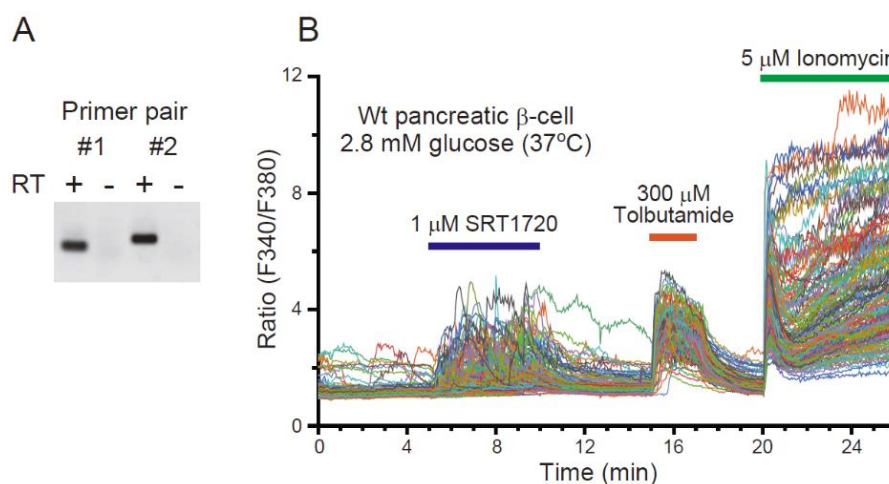 A
Primer pair
#1 #2
RT + - + -
B
5 μM Ionomycin
Wt pancreatic β-cell
2.8 mM glucose (37°C)
300 μM
Tolbutamide
1 μM SRT1720
Ratio (F340/F380)
12
8
4
0
0 4 8 12 16 20 24
Time (min)